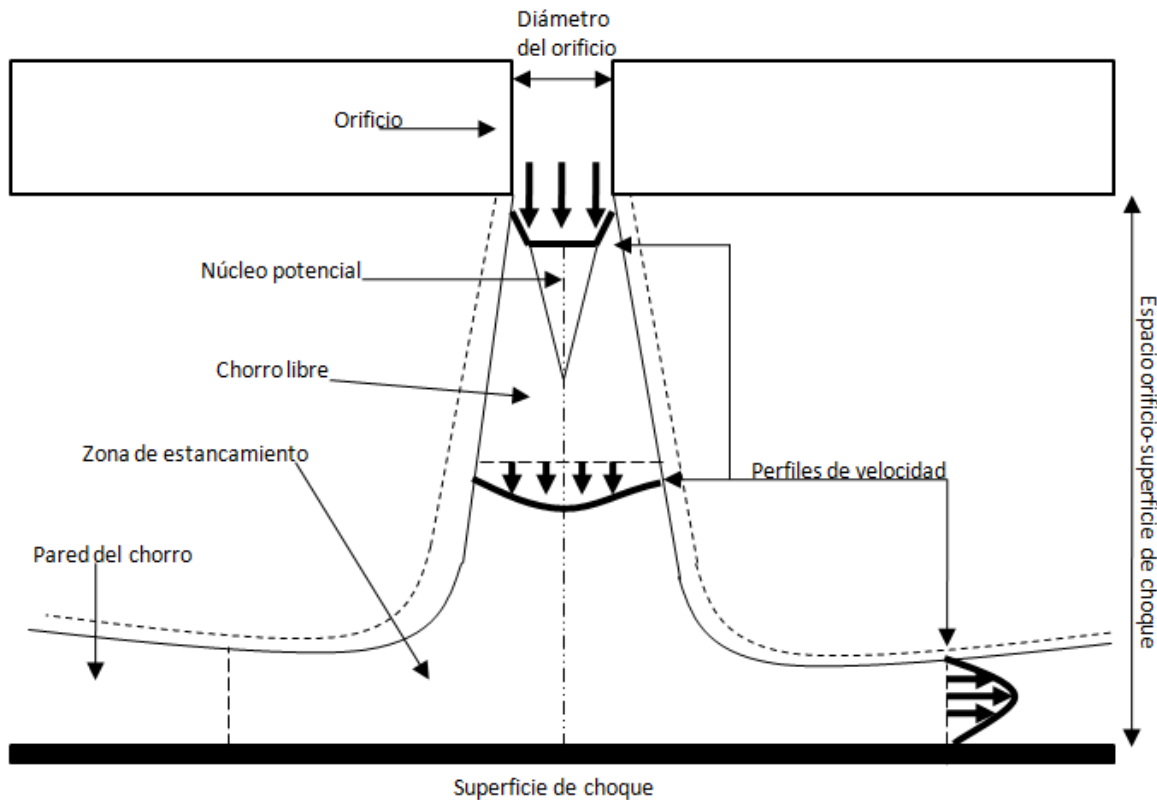 Diámetro
del orificio
Orificio
Núcleo potencial
Chorro libre
Zona de estancamiento
Perfiles de velocidad
Pared del chorro
Espacio orificio-superficie de choque
Superficie de choque